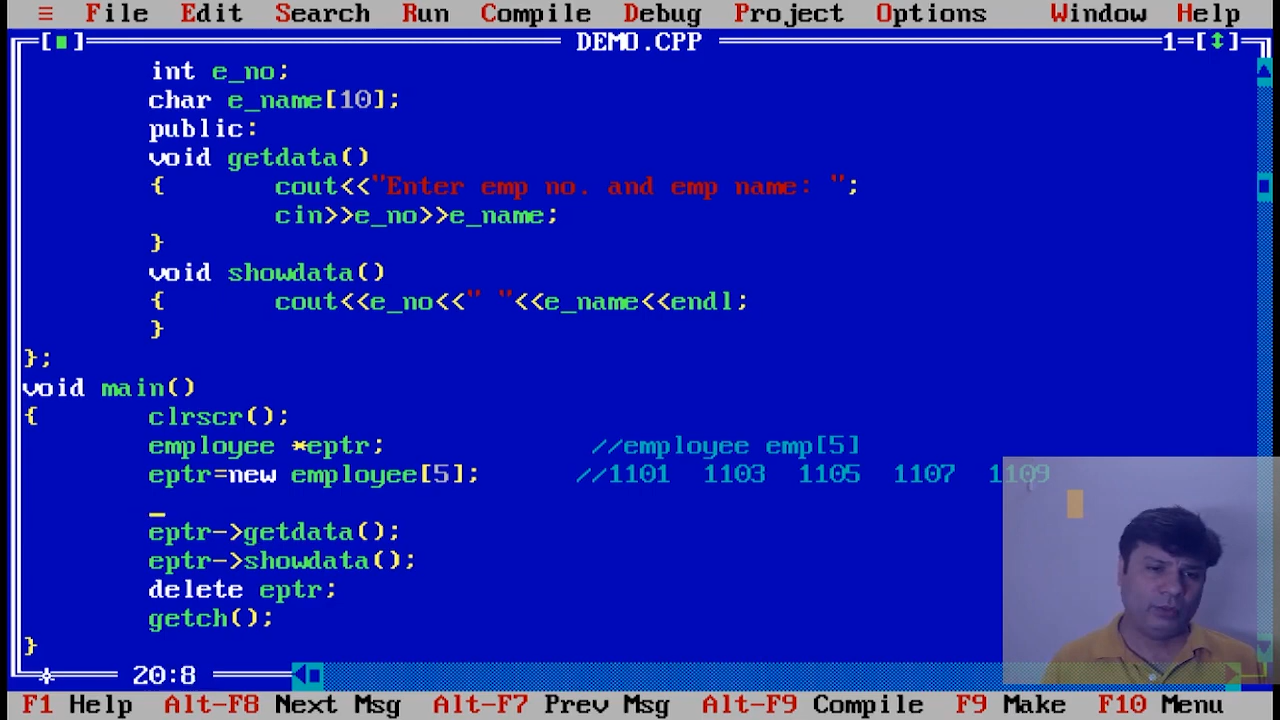 ≡ File Edit Search Run Compile Debug Project Options Window Help
[■] DEMO.CPP 1=[↕]
int e_no;
char e_name[10];
public:
void getdata()
{ cout<<"Enter emp no. and emp name: ";
cin>>e_no>>e_name;
}
void showdata()
{ cout<<e_no<<" "<<e_name<<endl;
}
};
void main()
{ clrscr();
employee *eptr; //employee emp[5]
eptr=new employee[5]; //1101 1103 1105 1107 1109
_
eptr->getdata();
eptr->showdata();
delete eptr;
getch();
}
20:8
F1 Help Alt-F8 Next Msg Alt-F7 Prev Msg Alt-F9 Compile F9 Make F10 Menu